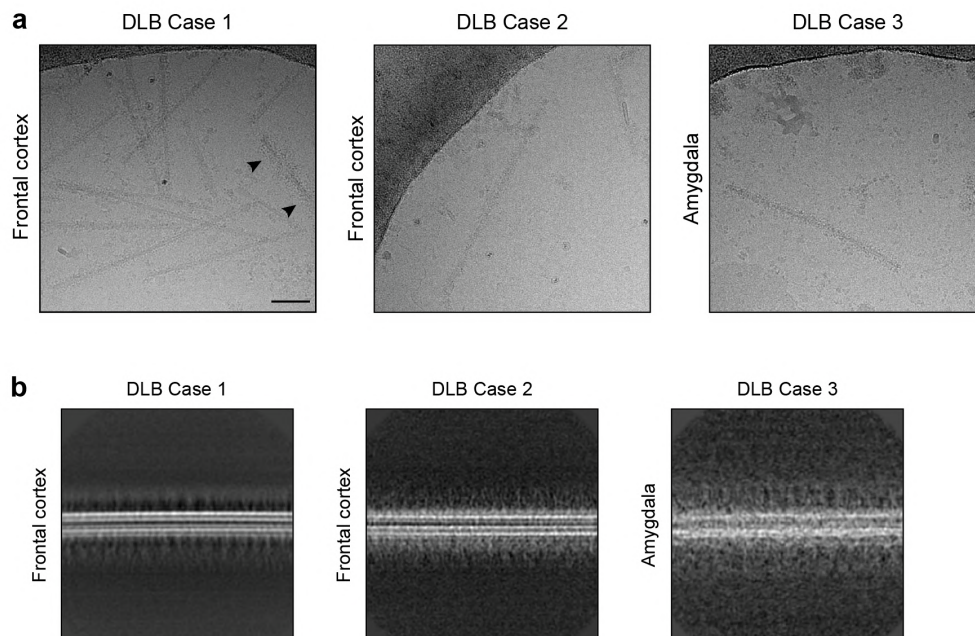 a
DLB Case 1
DLB Case 2
DLB Case 3
Frontal cortex
Frontal cortex
Amygdala
b
DLB Case 1
DLB Case 2
DLB Case 3
Frontal cortex
Frontal cortex
Amygdala